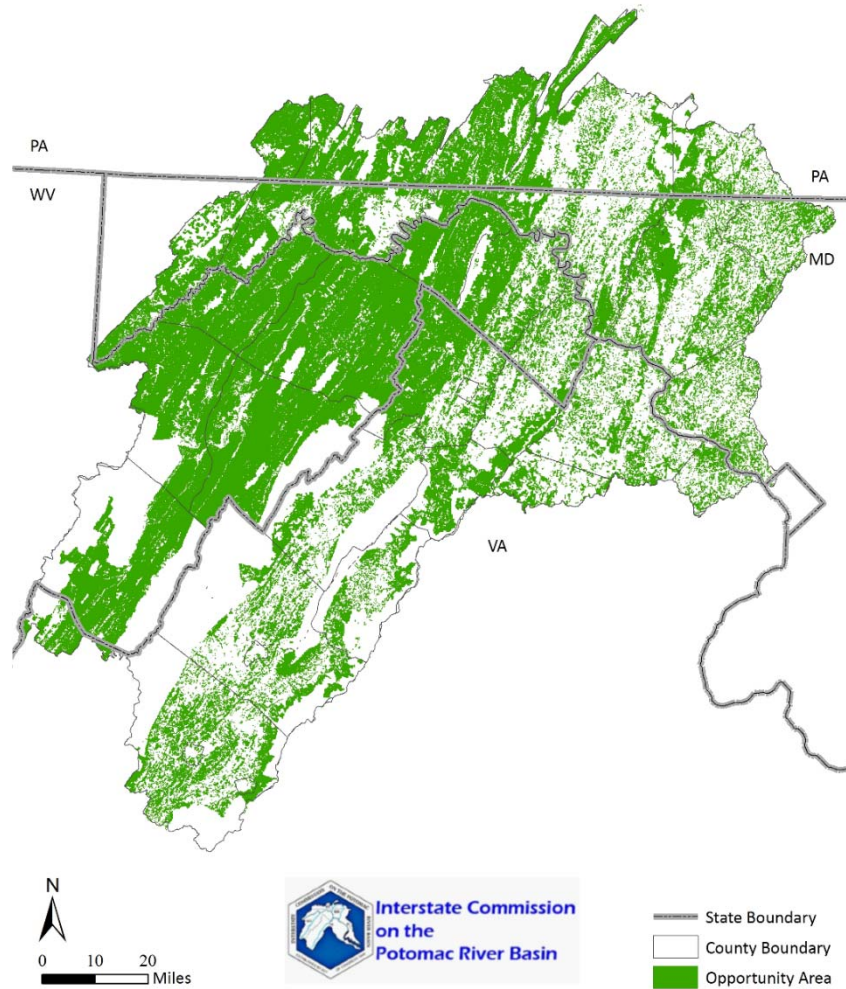 PA
WV
PA
MD
VA
N
0 10 20
Miles
Interstate Commission
on the
Potomac River Basin
State Boundary
County Boundary
Opportunity Area